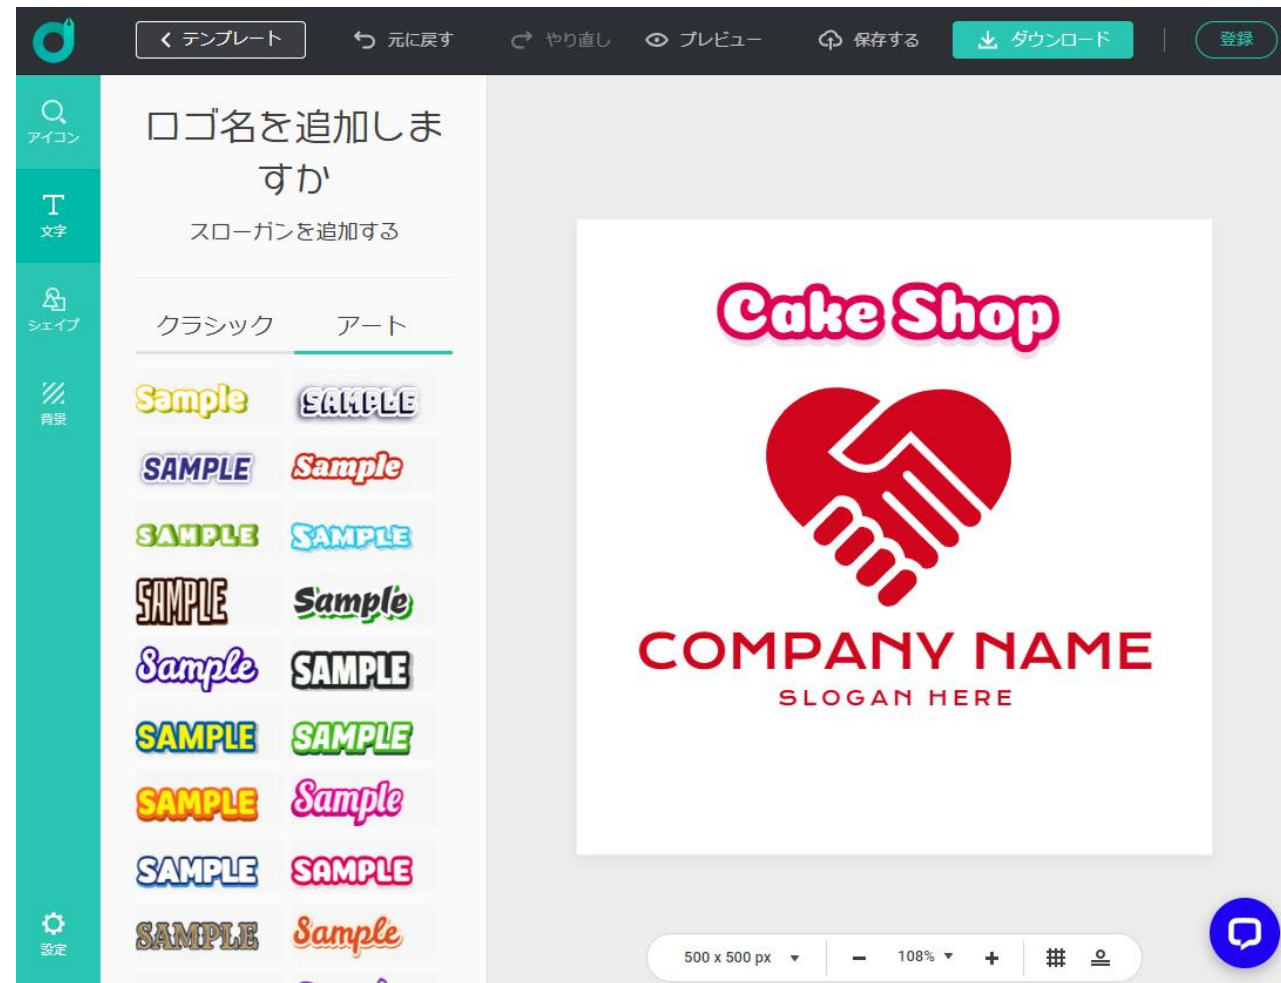 テンプレート
元に戻す
やり直し
プレビュー
保存する
ダウンロード
登録
アイコン
文字
シェイプ
背景
設定
ロゴ名を追加しま
すか
スローガンを追加する
クラシック アート
Sample SAMPLE
SAMPLE Sample
SAMPLE SAMPLE
SAMPLE Sample
Sample SAMPLE
SAMPLE SAMPLE
SAMPLE Sample
SAMPLE SAMPLE
SAMPLE Sample
Cake Shop
COMPANY NAME
SLOGAN HERE
500 x 500 px
108%